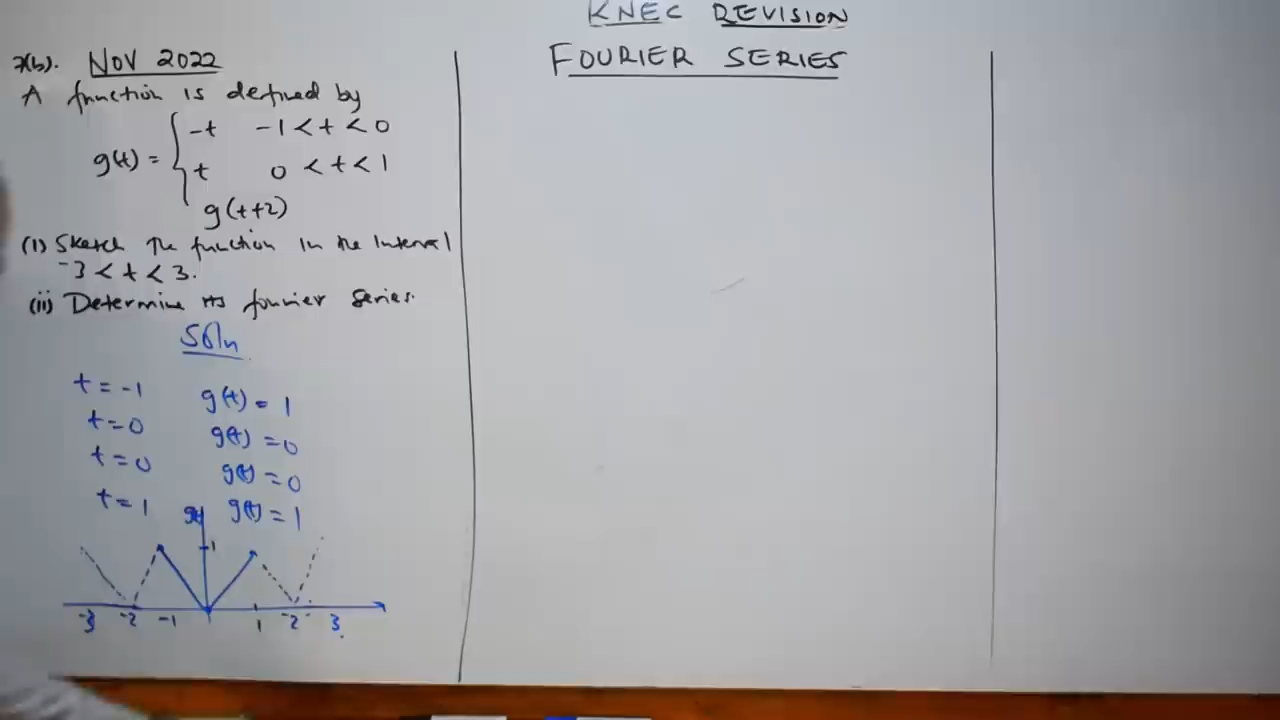 KNEC REVISION
FOURIER SERIES
7(b). NOV 2022
A function is defined by
g(t) = { -t   -1 < t < 0
t   0 < t < 1
g(t+2)
(i) Sketch the function in the interval
-3 < t < 3.
(ii) Determine its fourier series.
Soln
t = -1   g(t) = 1
t = 0   g(t) = 0
t = 0   g(t) = 0
t = 1   g(t) = 1
g(t)
1
-3 -2 -1 1 -2 3